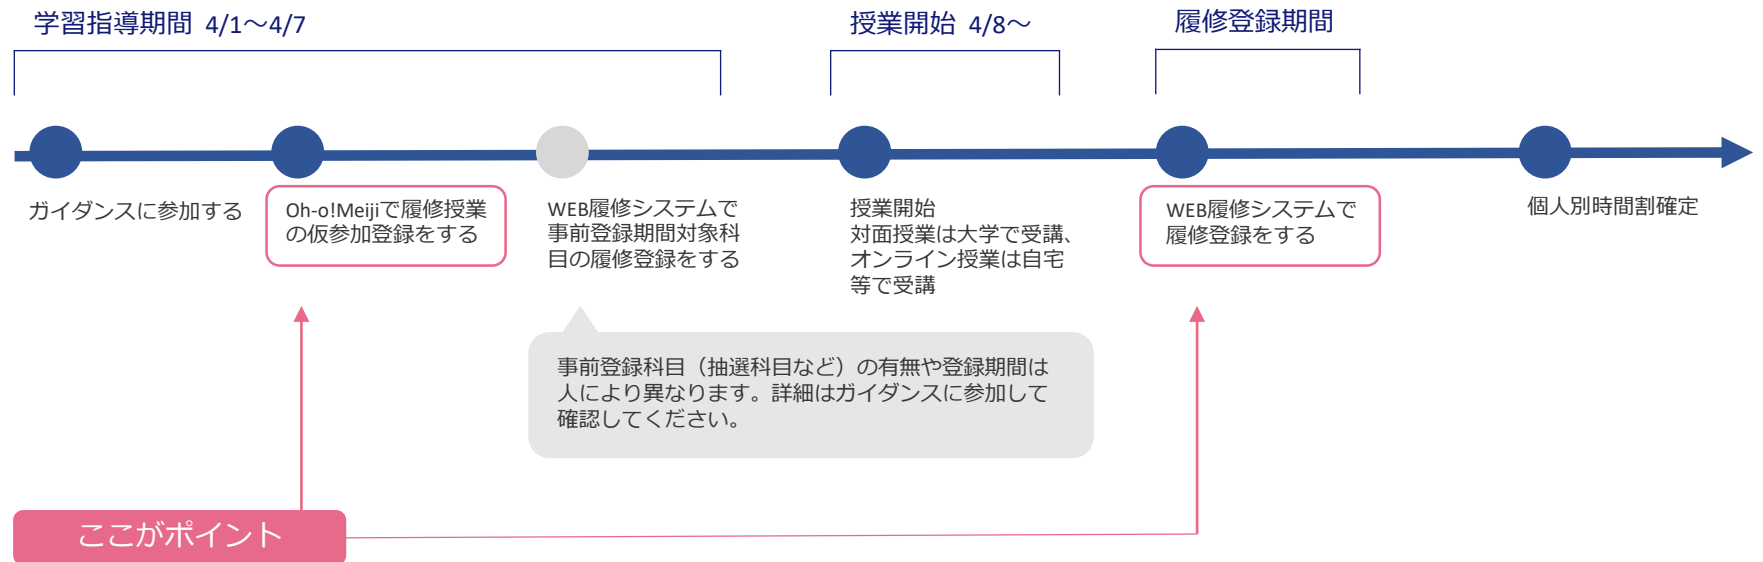 学習指導期間 4/1～4/7
授業開始 4/8～
履修登録期間
ガイダンスに参加する
Oh-o!Meijiで履修授業
の仮参加登録をする
WEB履修システムで
事前登録期間対象科
目の履修登録をする
授業開始
対面授業は大学で受講、
オンライン授業は自宅
等で受講
WEB履修システムで
履修登録をする
個人別時間割確定
事前登録科目（抽選科目など）の有無や登録期間は
人により異なります。詳細はガイダンスに参加して
確認してください。
ここがポイント